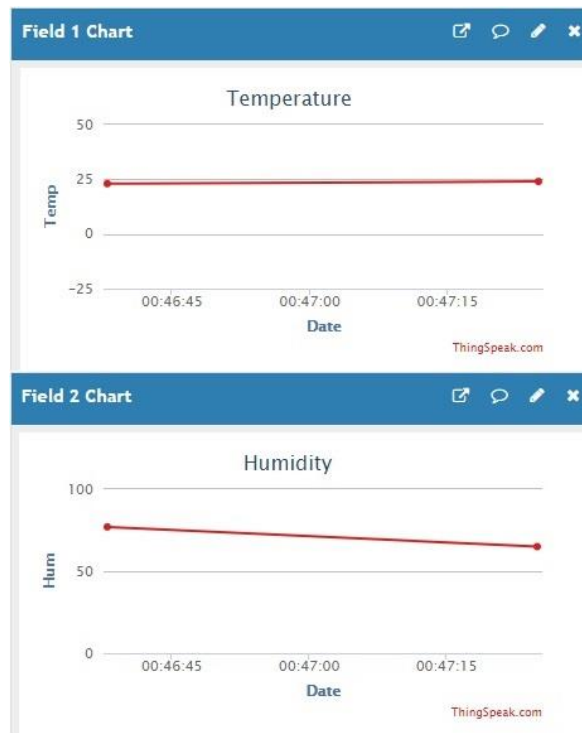 Field 1 Chart
Temperature
50
25
0
-25
Temp
00:46:45 00:47:00 00:47:15
Date
ThingSpeak.com
Field 2 Chart
Humidity
100
50
0
Hum
00:46:45 00:47:00 00:47:15
Date
ThingSpeak.com